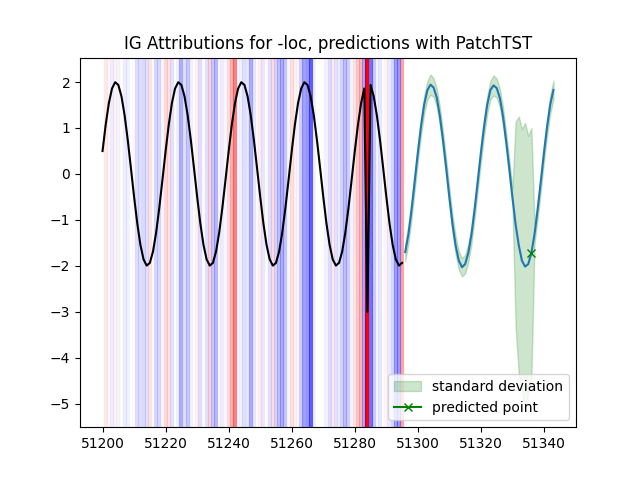 IG Attributions for -loc, predictions with PatchTST
2
1
0
−1
−2
−3
−4
−5
standard deviation
predicted point
51200 51220 51240 51260 51280 51300 51320 51340